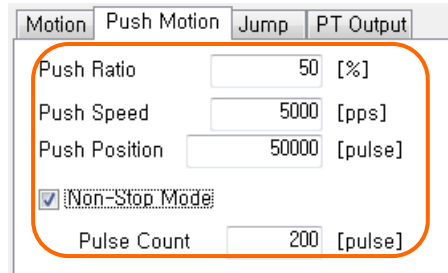 Motion Push Motion Jump PT Output
Push Ratio 50 [%]
Push Speed 5000 [pps]
Push Position 50000 [pulse]
Non-Stop Mode
Pulse Count 200 [pulse]